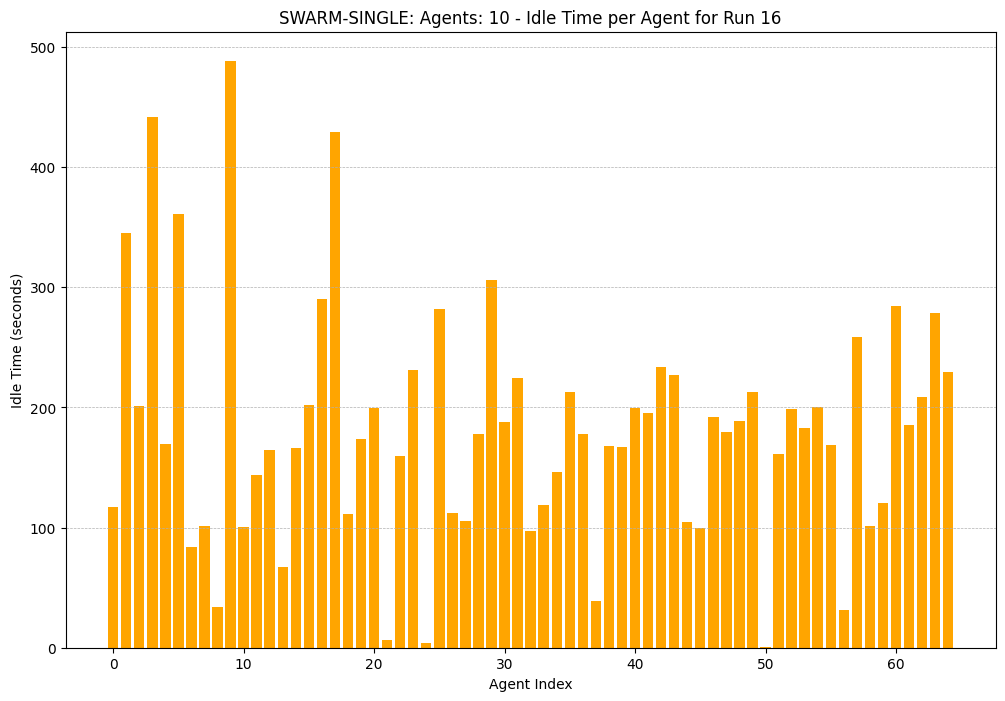 SWARM-SINGLE: Agents: 10 - Idle Time per Agent for Run 16
Idle Time (seconds)
500
400
300
200
100
0
0 10 20 30 40 50 60
Agent Index